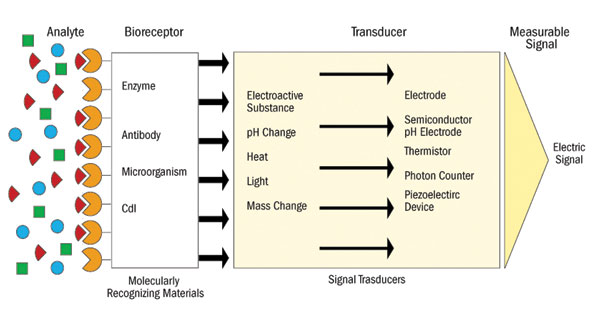 Analyte
Bioreceptor
Transducer
Measurable
Signal
Enzyme
Antibody
Microorganism
CdI
Electroactive
Substance
pH Change
Heat
Light
Mass Change
Electrode
Semiconductor
pH Electrode
Thermistor
Photon Counter
Piezoelectirc
Device
Electric
Signal
Molecularly
Recognizing Materials
Signal Trasducers